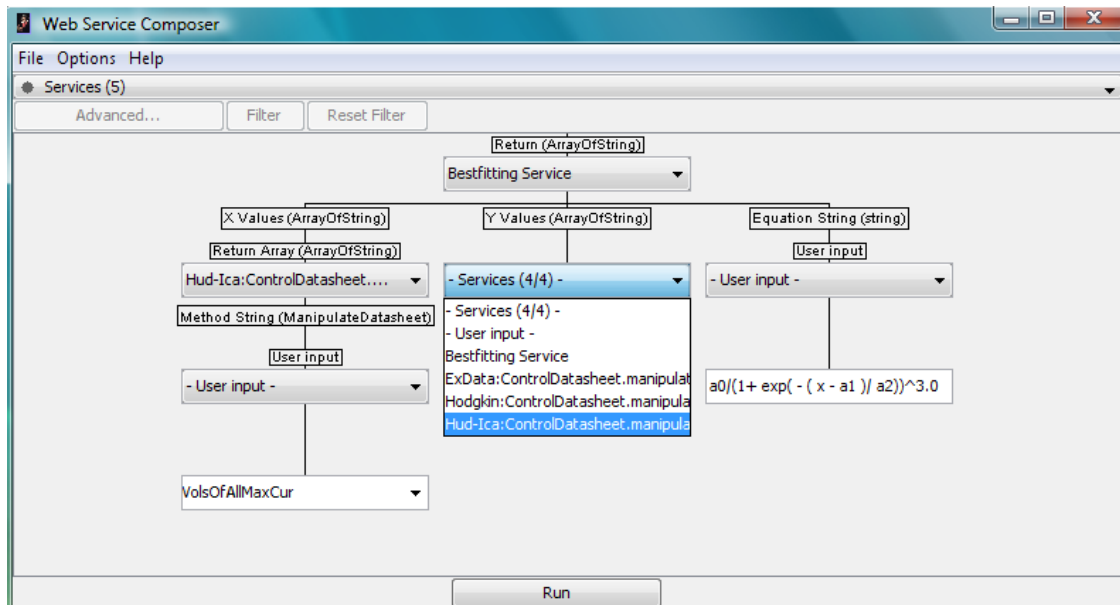 Web Service Composer
File Options Help
Services (5)
Advanced... Filter Reset Filter
Return (ArrayOfString)
Bestfitting Service
X Values (ArrayOfString) Y Values (ArrayOfString) Equation String (string)
Return Array (ArrayOfString) User input
Hud-Ica:ControlDatasheet.... - Services (4/4) - - User input -
Method String (ManipulateDatasheet)
- Services (4/4) -
- User input -
User input
Bestfitting Service
- User input - ExData:ControlDatasheet.manipulat a0/(1+ exp( - ( x - a1 )/ a2))^3.0
Hodgkin:ControlDatasheet.manipula
Hud-Ica:ControlDatasheet.manipula
VolsOfAllMaxCur
Run